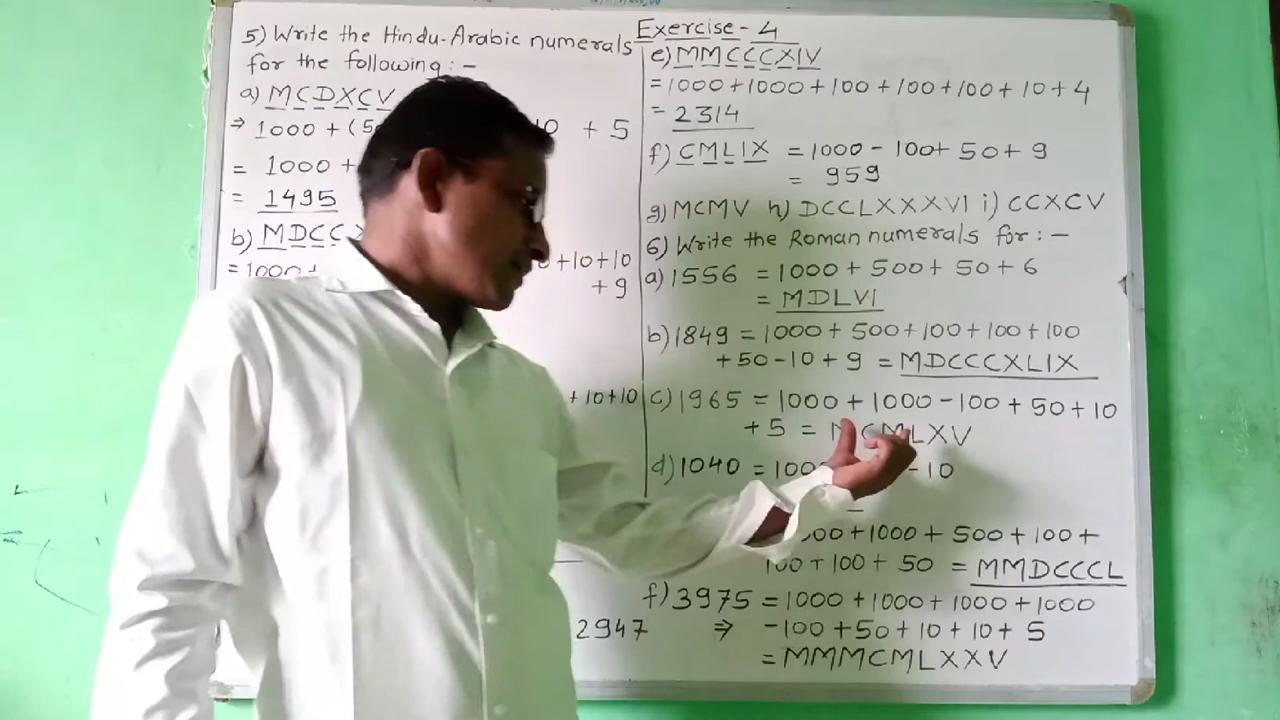 Exercise - 4
5) Write the Hindu-Arabic numerals
for the following :-
a) MCDXCV
⇒ 1000 + (5 + 5
= 1000 +
= 1495
b) MDCC
= 1000 + +10+10
+9
+10+10
2947
e) MMCCCXIV
= 1000+1000+100+100+100+10+4
= 2314
f) CMLIX = 1000 - 100+ 50+ 9
= 959
g) MCMV h) DCCLXXXVI i) CCXCV
6) Write the Roman numerals for :-
a) 1556 = 1000 + 500+ 50+ 6
= MDLVI
b) 1849 = 1000 + 500+100+100+100
+50-10+9 = MDCCCXLIX
c) 1965 = 1000 + 1000-100+50+10
+5 = MCMLXV
d) 1040 = 100 -10
00+1000+ 500+100+
100+100+ 50 = MMDCCCL
f) 3975 = 1000+1000+1000+1000
⇒ -100+50+10+10+5
= MMMCMLXXV